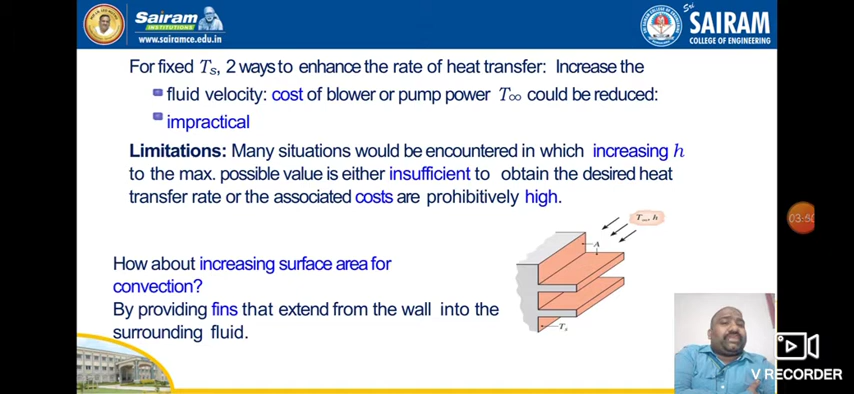 Sairam
INSTITUTIONS
www.sairamce.edu.in
Sri
SAIRAM
COLLEGE OF ENGINEERING
For fixed Ts, 2 ways to enhance the rate of heat transfer: Increase the
fluid velocity: cost of blower or pump power T∞ could be reduced:
impractical
Limitations: Many situations would be encountered in which increasing h
to the max. possible value is either insufficient to obtain the desired heat
transfer rate or the associated costs are prohibitively high.
03:50
T∞, h
A
How about increasing surface area for
convection?
By providing fins that extend from the wall into the
surrounding fluid.
Ts
V RECORDER